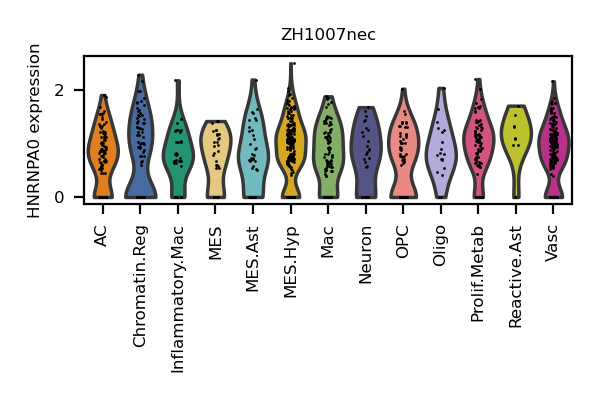 ZH1007nec
HNRNPA0 expression
2
0
AC
Chromatin.Reg
Inflammatory.Mac
MES
MES.Ast
MES.Hyp
Mac
Neuron
OPC
Oligo
Prolif.Metab
Reactive.Ast
Vasc